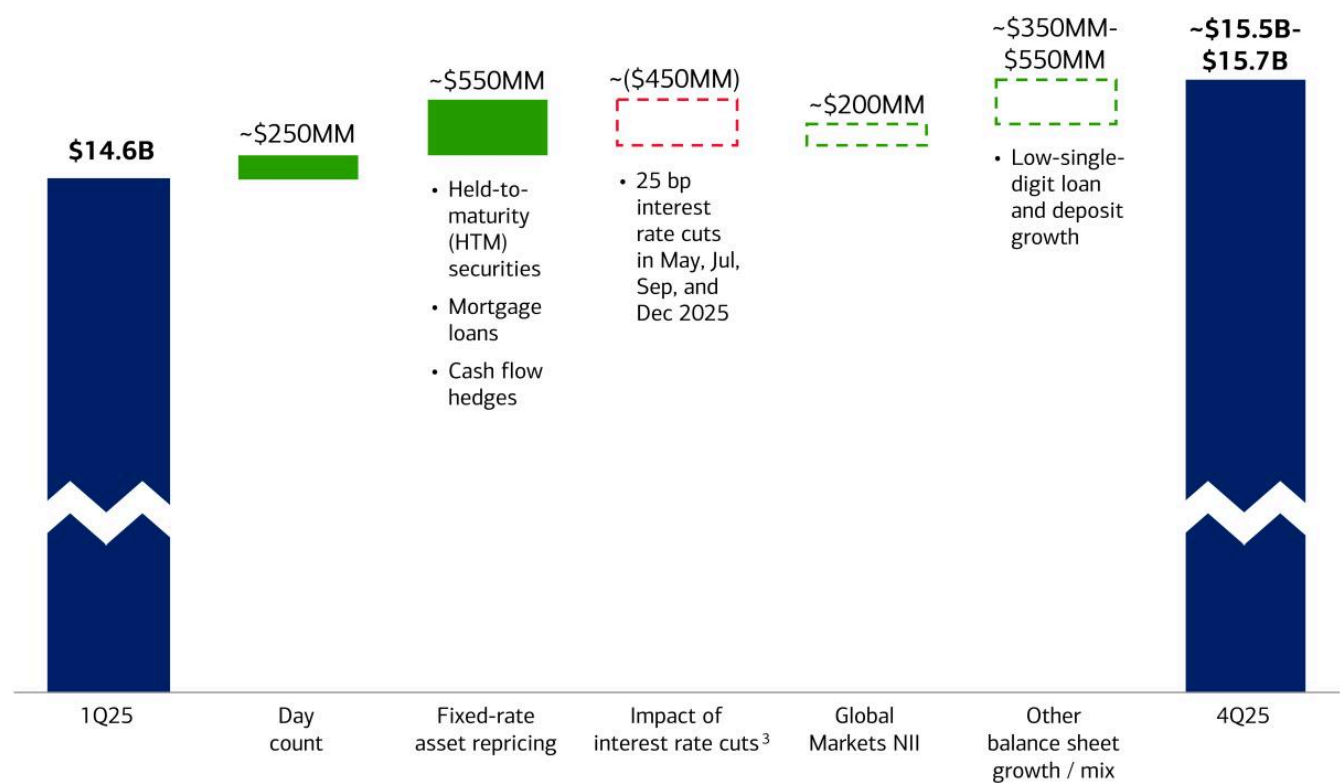 $14.6B
~$250MM
~$550MM
• Held-to-
maturity
(HTM)
securities
• Mortgage
loans
• Cash flow
hedges
~($450MM)
• 25 bp
interest
rate cuts
in May, Jul,
Sep, and
Dec 2025
~$200MM
~$350MM-
$550MM
• Low-single-
digit loan
and deposit
growth
~$15.5B-
$15.7B
1Q25
Day
count
Fixed-rate
asset repricing
Impact of
interest rate cuts³
Global
Markets NII
Other
balance sheet
growth / mix
4Q25